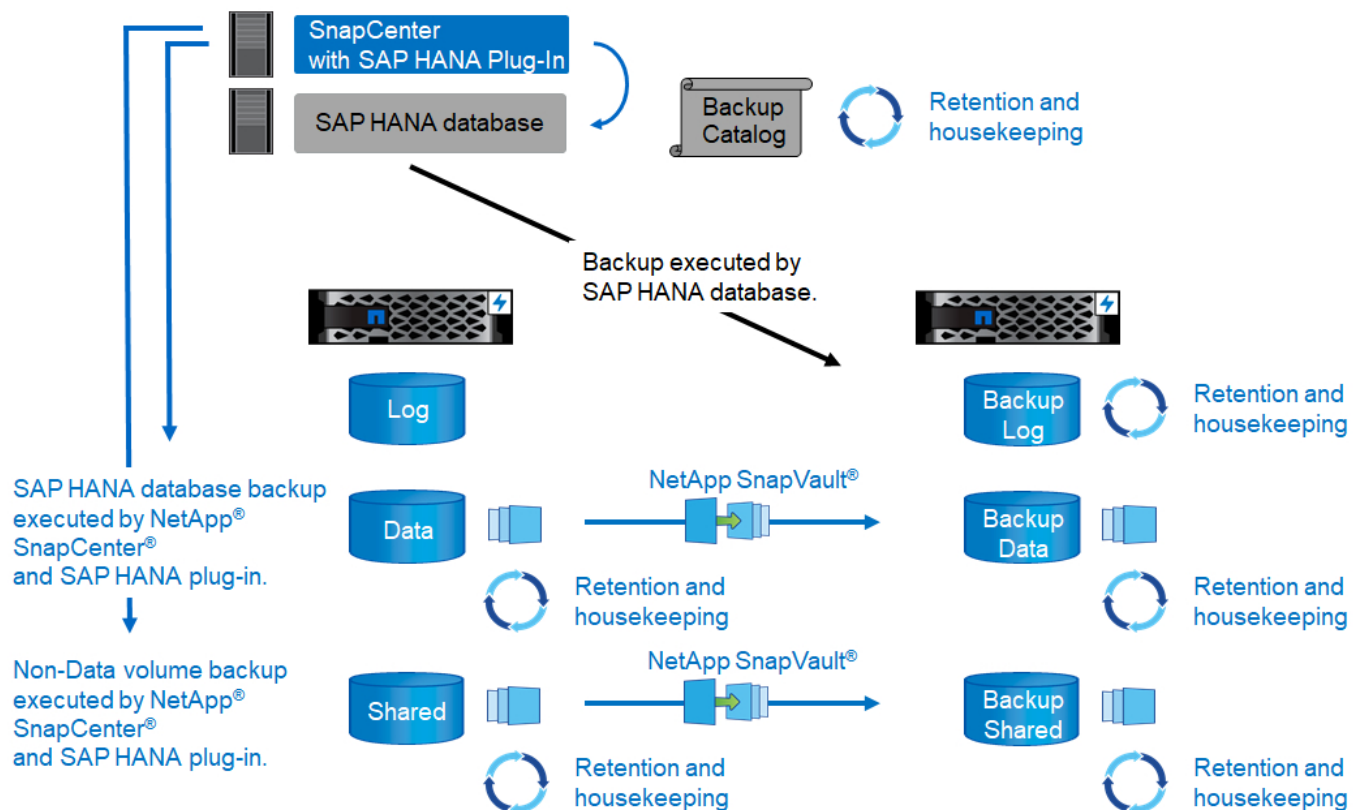 SnapCenter
with SAP HANA Plug-In
SAP HANA database
Backup
Catalog
Retention and
housekeeping
Backup executed by
SAP HANA database.
Log
Backup
Log
Retention and
housekeeping
SAP HANA database backup
executed by NetApp®
SnapCenter®
and SAP HANA plug-in.
Data
NetApp SnapVault®
Backup
Data
Retention and
housekeeping
Retention and
housekeeping
Non-Data volume backup
executed by NetApp®
SnapCenter®
and SAP HANA plug-in.
Shared
NetApp SnapVault®
Backup
Shared
Retention and
housekeeping
Retention and
housekeeping